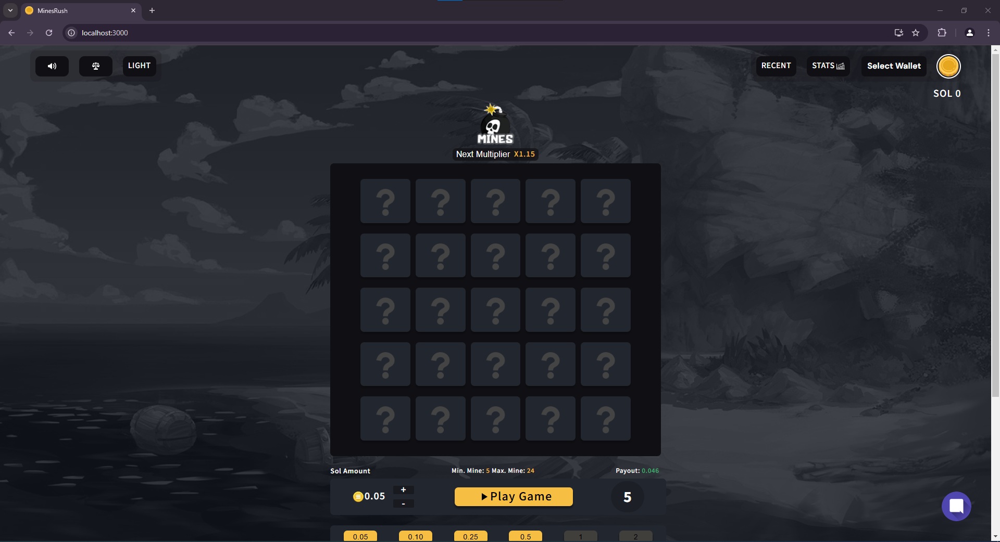 MinesRush
localhost:3000
LIGHT
RECENT
STATS
Select Wallet
SOL 0
MINES
Next Multiplier X1.15
? ? ? ? ?
? ? ? ? ?
? ? ? ? ?
? ? ? ? ?
? ? ? ? ?
Sol Amount
Min. Mine: 5 Max. Mine: 24
Payout: 0.046
0.05
+
-
Play Game
5
0.05 0.10 0.25 0.5 1 2